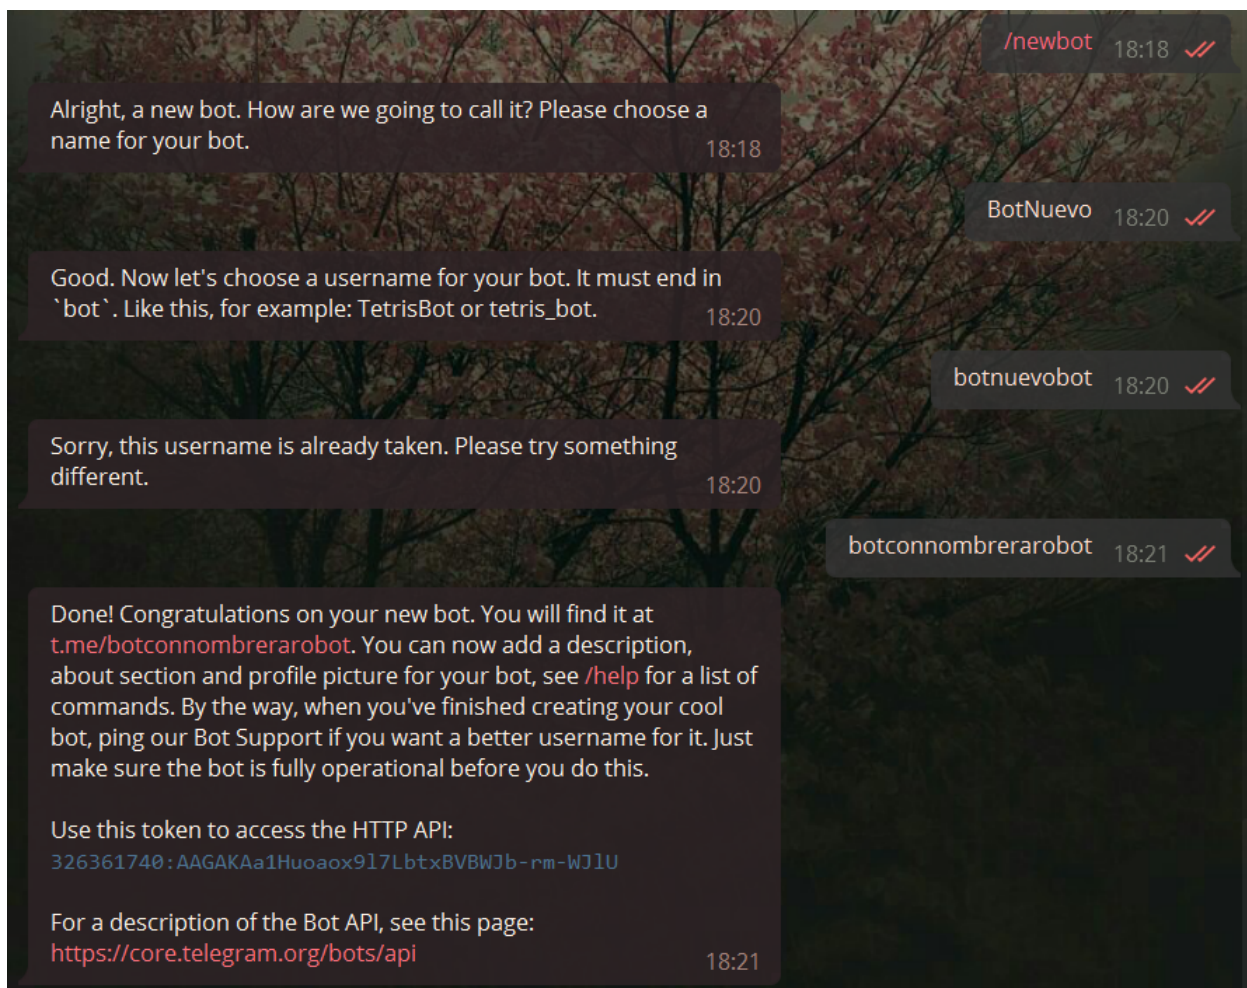 /newbot 18:18
Alright, a new bot. How are we going to call it? Please choose a
name for your bot.
18:18
BotNuevo 18:20
Good. Now let's choose a username for your bot. It must end in
`bot`. Like this, for example: TetrisBot or tetris_bot.
18:20
botnuevobot 18:20
Sorry, this username is already taken. Please try something
different.
18:20
botconnombrerarobot 18:21
Done! Congratulations on your new bot. You will find it at
t.me/botconnombrerarobot. You can now add a description,
about section and profile picture for your bot, see /help for a list of
commands. By the way, when you've finished creating your cool
bot, ping our Bot Support if you want a better username for it. Just
make sure the bot is fully operational before you do this.
Use this token to access the HTTP API:
326361740:AAGAKAa1Huoaox9l7LbtxBVBWJb-rm-WJlU
For a description of the Bot API, see this page:
https://core.telegram.org/bots/api
18:21